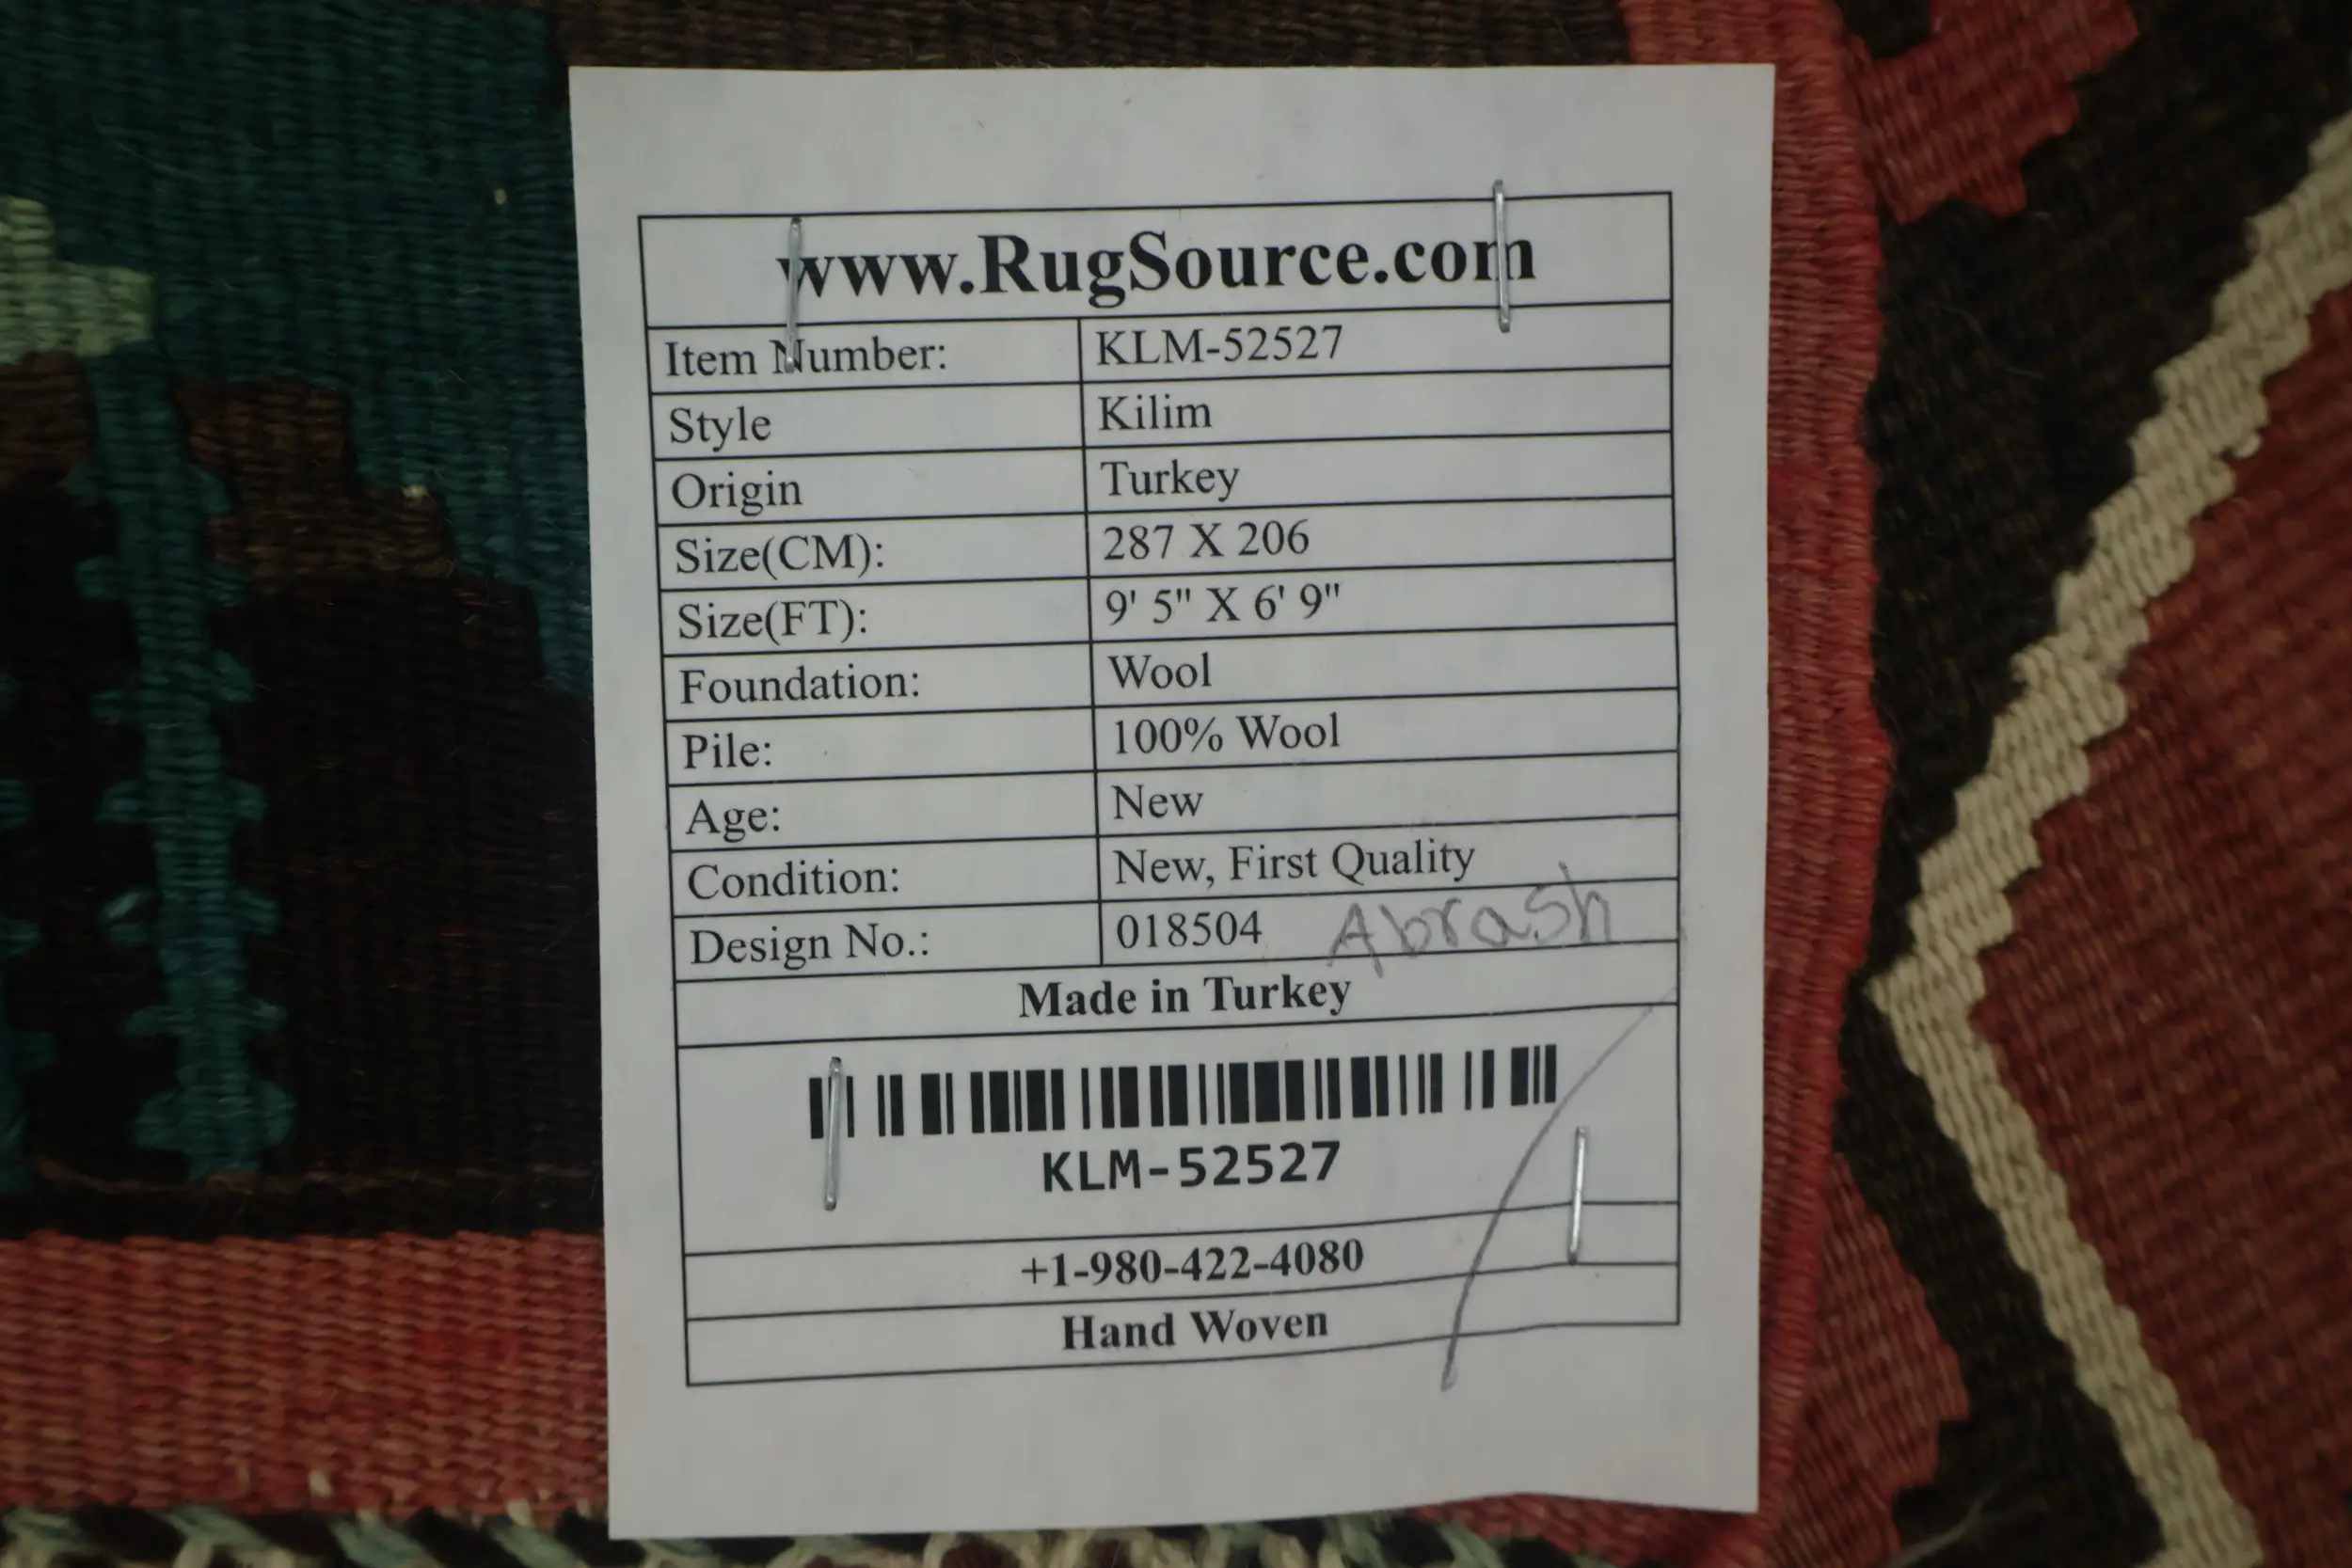 www.RugSource.com
Item Number: KLM-52527
Style Kilim
Origin Turkey
Size(CM): 287 X 206
Size(FT): 9' 5" X 6' 9"
Foundation: Wool
Pile: 100% Wool
Age: New
Condition: New, First Quality
Design No.: 018504 Abrash
Made in Turkey
KLM-52527
+1-980-422-4080
Hand Woven